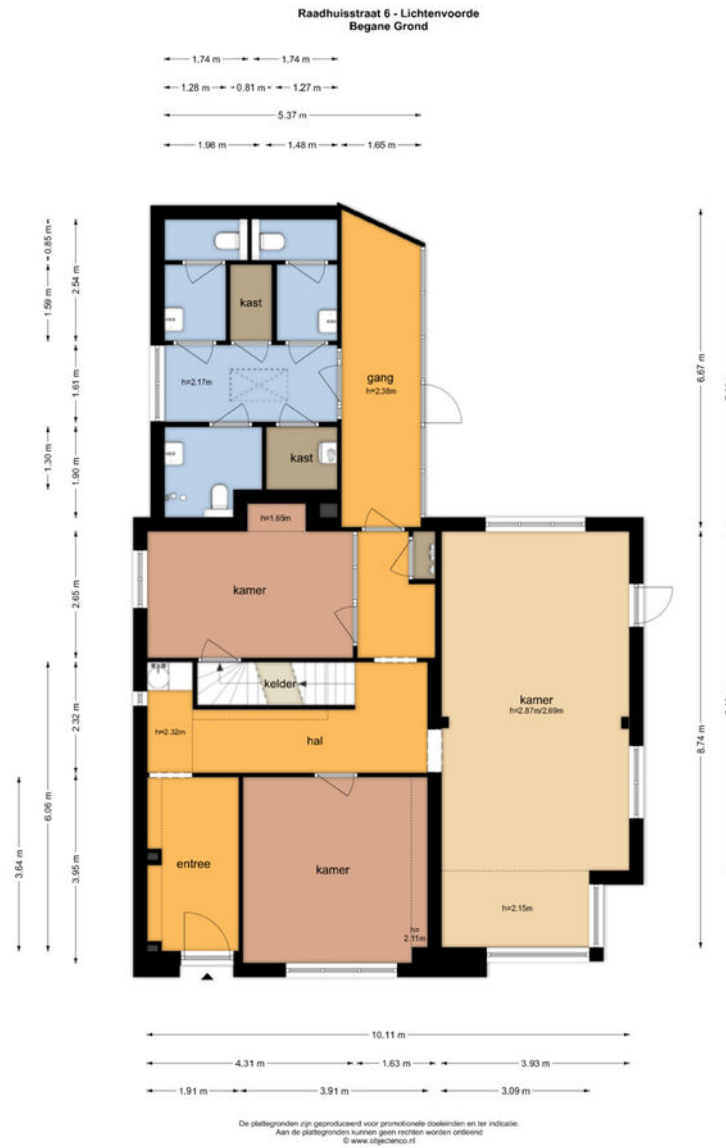 Raadhuisstraat 6 - Lichtenvoorde
Begane Grond
1.74 m
1.74 m
1.28 m
0.81 m
1.27 m
5.37 m
1.98 m
1.48 m
1.65 m
0.85 m
1.59 m
2.54 m
1.61 m
1.30 m
1.90 m
2.65 m
2.32 m
6.06 m
3.64 m
3.95 m
6.67 m
8.74 m
kast
h=2.17m
gang
h=2.38m
kast
h=1.65m
kamer
kelder
kamer
h=2.87m/2.69m
h=2.32m
hal
entree
kamer
h=
2.11m
h=2.15m
10.11 m
4.31 m
1.63 m
3.93 m
1.91 m
3.91 m
3.09 m
De plattegronden zijn geproduceerd voor promotionele doeleinden en ter indicatie.
Aan de plattegronden kunnen geen rechten worden ontleend
© www.objectenco.nl